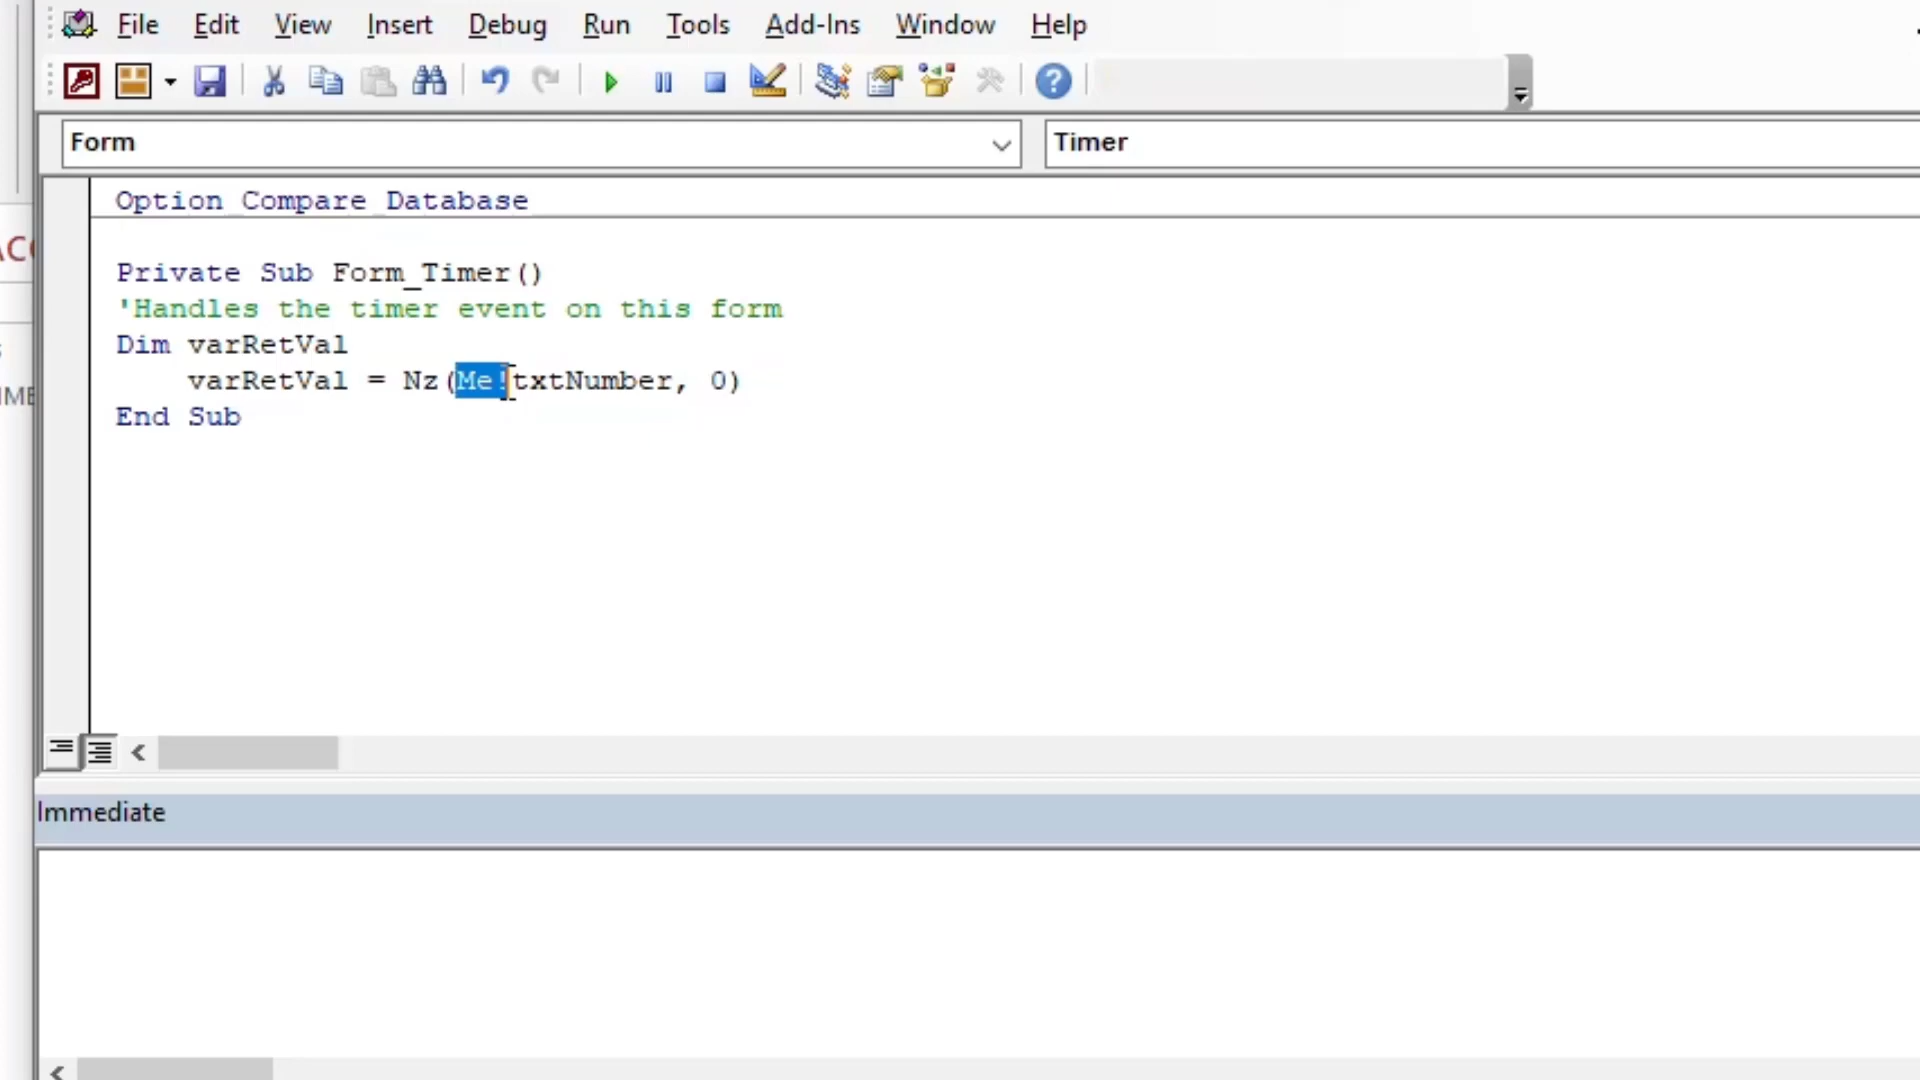 File Edit View Insert Debug Run Tools Add-Ins Window Help
Form
Timer
Option Compare Database
Private Sub Form_Timer()
'Handles the timer event on this form
Dim varRetVal
varRetVal = Nz(Me!txtNumber, 0)
End Sub
Immediate